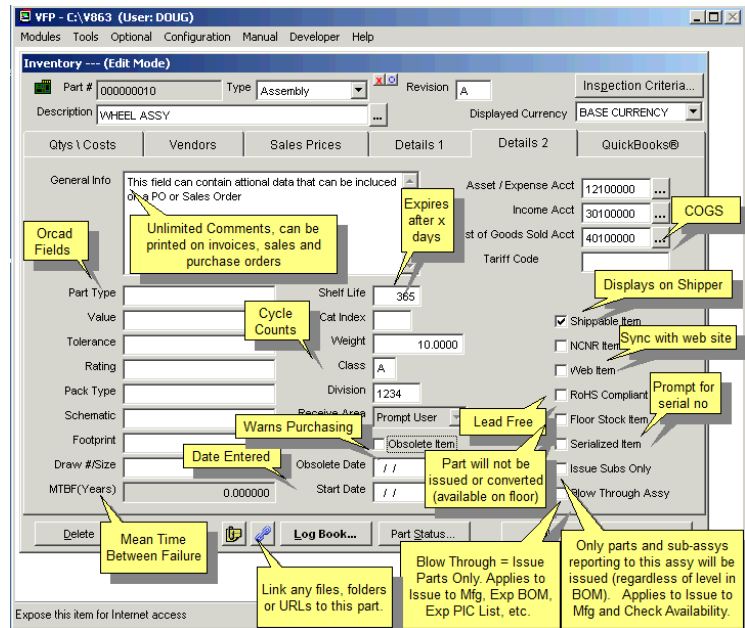 VFP - C:\V863 (User: DOUG)
Modules Tools Optional Configuration Manual Developer Help
Inventory --- (Edit Mode)
Part # 000000010 Type Assembly Revision A Inspection Criteria...
Description WHEEL ASSY ... Displayed Currency BASE CURRENCY
Qtys \ Costs Vendors Sales Prices Details 1 Details 2 QuickBooks®
General Info
This field can contain attional data that can be included
on a PO or Sales Order
Unlimited Comments, can be
printed on invoices, sales and
purchase orders
Expires
after x
days
Orcad
Fields
Asset / Expense Acct 12100000 ...
Income Acct 30100000 ...
st of Goods Sold Acct 40100000 ...
Tariff Code
COGS
Displays on Shipper
Part Type
Value
Tolerance
Rating
Pack Type
Schematic
Footprint
Draw #/Size
MTBF(Years) 0.000000
Cycle
Counts
Shelf Life 365
Cat Index
Weight 10.0000
Class A
Division 1234
Receive Area Prompt User
Obsolete Item
Obsolete Date / /
Start Date / /
Warns Purchasing
Date Entered
Shippable Item
NCNR Item
Web Item
RoHS Compliant
Floor Stock Item
Serialized Item
Issue Subs Only
Blow Through Assy
Sync with web site
Prompt for
serial no
Lead Free
Part will not be
issued or converted
(available on floor)
Delete
Log Book...
Part Status...
Mean Time
Between Failure
Link any files, folders
or URLs to this part.
Blow Through = Issue
Parts Only. Applies to
Issue to Mfg, Exp BOM,
Exp PIC List, etc.
Only parts and sub-assys
reporting to this assy will be
issued (regardless of level in
BOM). Applies to Issue to
Mfg and Check Availability.
Expose this item for Internet access